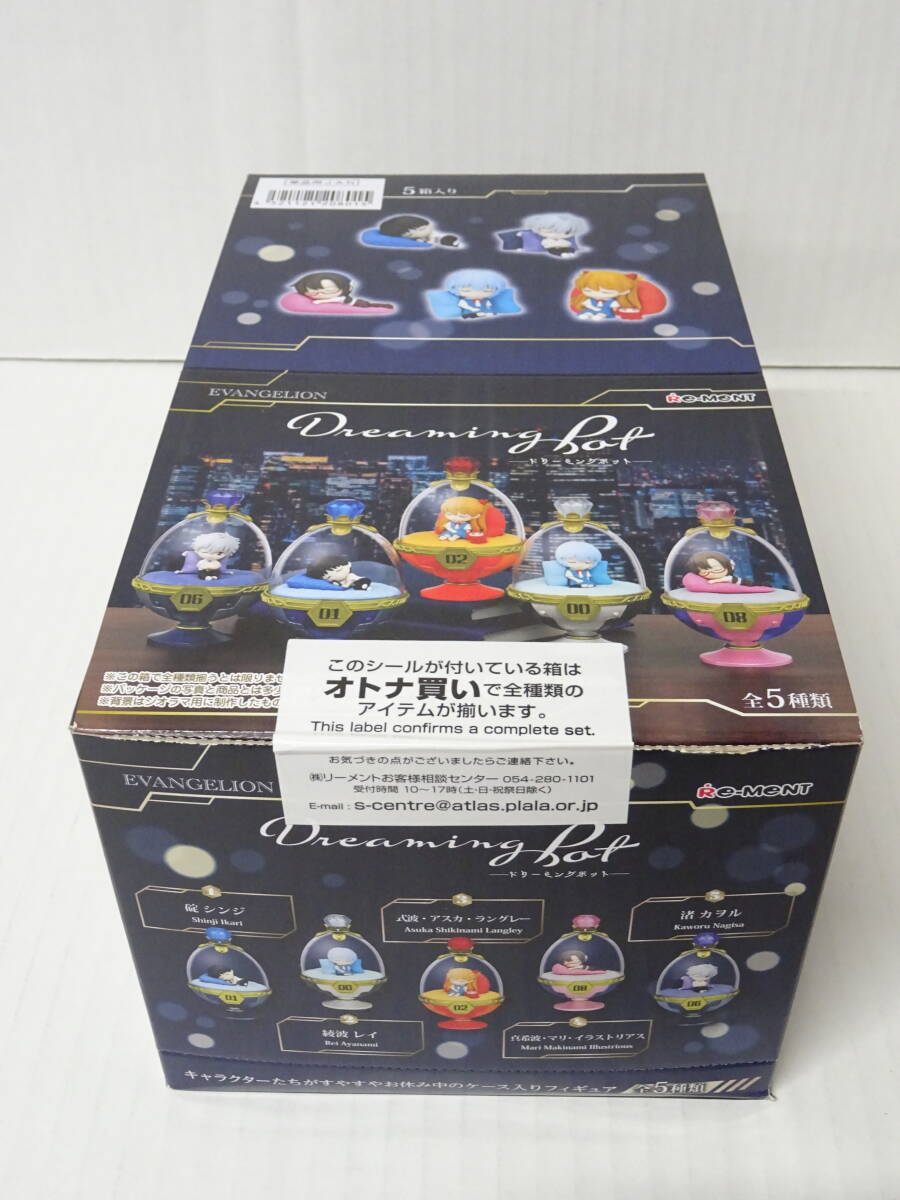 5箱入り
EVANGELION
Re-MeNT
Dreaming Pot
ドリーミングポット
06
01
02
00
08
※この箱で全種類揃うとは限りませ
※パッケージの写真と商品とは多少
※背景はジオラマ用に制作したもの
全5種類
このシールが付いている箱は
オトナ買いで全種類の
アイテムが揃います。
This label confirms a complete set.
お気づきの点がございましたらご連絡下さい。
㈱リーメントお客様相談センター 054-280-1101
受付時間 10～17時(土・日・祝祭日除く)
E-mail : s-centre@atlas.plala.or.jp
EVANGELION
Re-MeNT
Dreaming Pot
ドリーミングポット
1
碇 シンジ
Shinji Ikari
3
式波・アスカ・ラングレー
Asuka Shikinami Langley
5
渚 カヲル
Kaworu Nagisa
01
00
02
08
06
2
綾波 レイ
Rei Ayanami
4
真希波・マリ・イラストリアス
Mari Makinami Illustrious
キャラクターたちがすやすやお休み中のケース入りフィギュア
全5種類